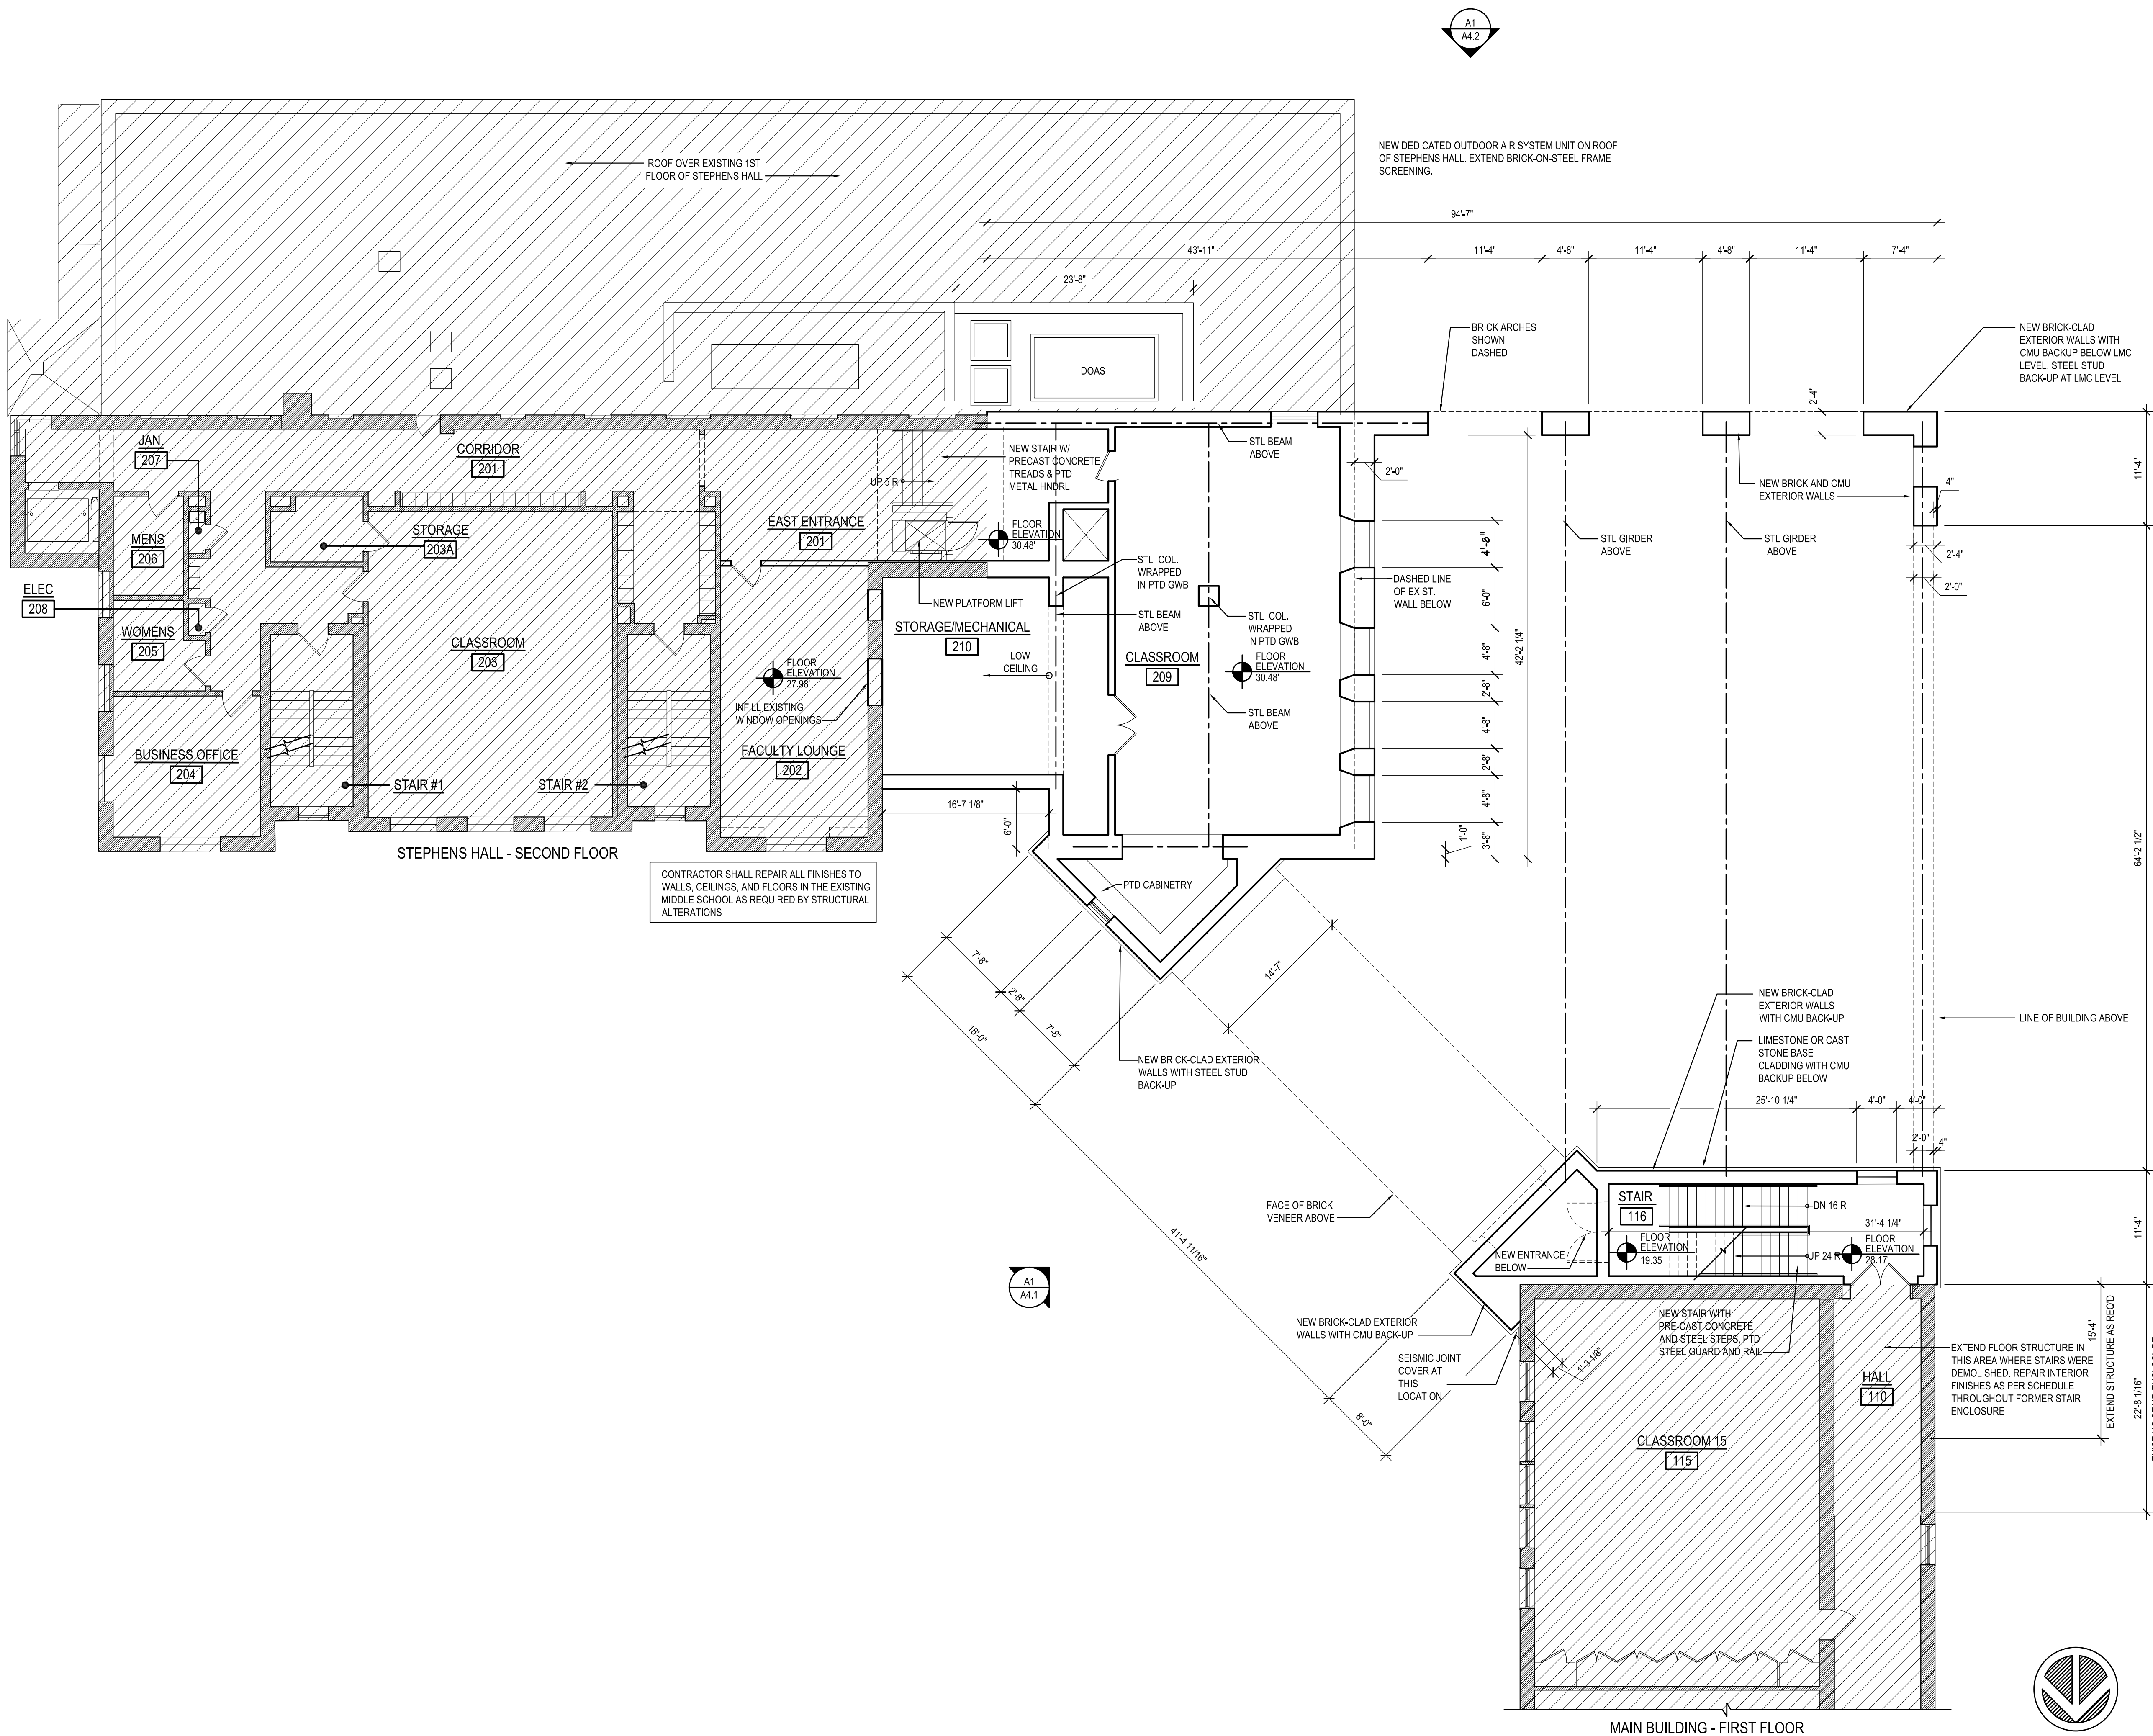 A1
A4.2
NEW DEDICATED OUTDOOR AIR SYSTEM UNIT ON ROOF
OF STEPHENS HALL. EXTEND BRICK-ON-STEEL FRAME
SCREENING.
ROOF OVER EXISTING 1ST
FLOOR OF STEPHENS HALL
94'-7"
43'-11"
11'-4"
4'-8"
11'-4"
4'-8"
11'-4"
7'-4"
23'-8"
DOAS
BRICK ARCHES
SHOWN
DASHED
NEW BRICK-CLAD
EXTERIOR WALLS WITH
CMU BACKUP BELOW LMC
LEVEL, STEEL STUD
BACK-UP AT LMC LEVEL
2'-4"
11'-4"
JAN.
207
CORRIDOR
201
NEW STAIR W/
PRECAST CONCRETE
TREADS & PTD
METAL HNDRL
UP 5 R
STL BEAM
ABOVE
2'-0"
NEW BRICK AND CMU
EXTERIOR WALLS
4"
2'-4"
2'-0"
MENS
206
STORAGE
203A
EAST ENTRANCE
201
FLOOR
ELEVATION
30.48'
STL GIRDER
ABOVE
STL GIRDER
ABOVE
ELEC
208
WOMENS
205
CLASSROOM
203
NEW PLATFORM LIFT
STL COL.
WRAPPED
IN PTD GWB
STL BEAM
ABOVE
STL COL.
WRAPPED
IN PTD GWB
DASHED LINE
OF EXIST.
WALL BELOW
4'-8"
6'-0"
4'-8"
2'-8"
4'-8"
2'-8"
4'-8"
3'-8"
1'-0"
42'-2 1/4"
STORAGE/MECHANICAL
210
LOW
CEILING
CLASSROOM
209
FLOOR
ELEVATION
30.48'
STL BEAM
ABOVE
FLOOR
ELEVATION
27.98'
INFILL EXISTING
WINDOW OPENINGS
FACULTY LOUNGE
202
BUSINESS OFFICE
204
STAIR #1
STAIR #2
16'-7 1/8"
6'-0"
64'-2 1/2"
STEPHENS HALL - SECOND FLOOR
CONTRACTOR SHALL REPAIR ALL FINISHES TO
WALLS, CEILINGS, AND FLOORS IN THE EXISTING
MIDDLE SCHOOL AS REQUIRED BY STRUCTURAL
ALTERATIONS
PTD CABINETRY
7'-8"
2'-8"
7'-8"
18'-0"
14'-7"
NEW BRICK-CLAD EXTERIOR
WALLS WITH STEEL STUD
BACK-UP
NEW BRICK-CLAD
EXTERIOR WALLS
WITH CMU BACK-UP
LINE OF BUILDING ABOVE
LIMESTONE OR CAST
STONE BASE
CLADDING WITH CMU
BACKUP BELOW
25'-10 1/4"
4'-0"
4'-0"
2'-0"
4"
FACE OF BRICK
VENEER ABOVE
41'-4 11/16"
STAIR
116
DN 16 R
31'-4 1/4"
FLOOR
ELEVATION
19.35
UP 24 R
FLOOR
ELEVATION
28.17'
11'-4"
NEW ENTRANCE
BELOW
A1
A4.1
NEW BRICK-CLAD EXTERIOR
WALLS WITH CMU BACK-UP
SEISMIC JOINT
COVER AT
THIS
LOCATION
1'-3 1/8"
8'-0"
NEW STAIR WITH
PRE-CAST CONCRETE
AND STEEL STEPS, PTD
STEEL GUARD AND RAIL
HALL
110
EXTEND FLOOR STRUCTURE IN
THIS AREA WHERE STAIRS WERE
DEMOLISHED. REPAIR INTERIOR
FINISHES AS PER SCHEDULE
THROUGHOUT FORMER STAIR
ENCLOSURE
15'-4"
EXTEND STRUCTURE AS REQ'D
22'-8 1/16"
CLASSROOM 15
115
MAIN BUILDING - FIRST FLOOR